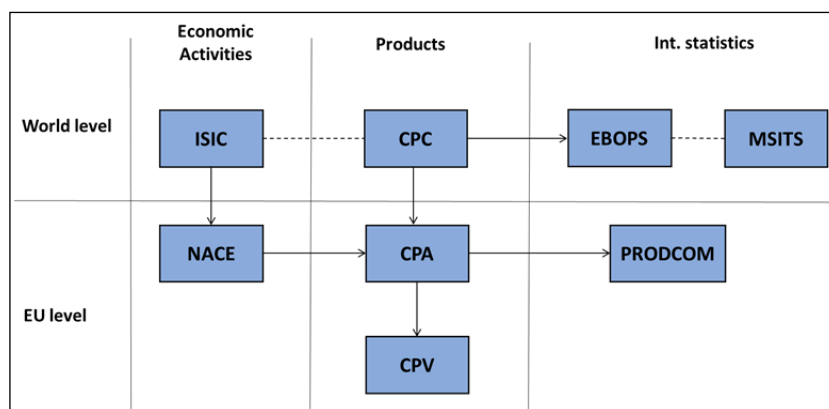 Economic
Activities
Products
Int. statistics
World level
ISIC
CPC
EBOPS
MSITS
NACE
CPA
PRODCOM
EU level
CPV